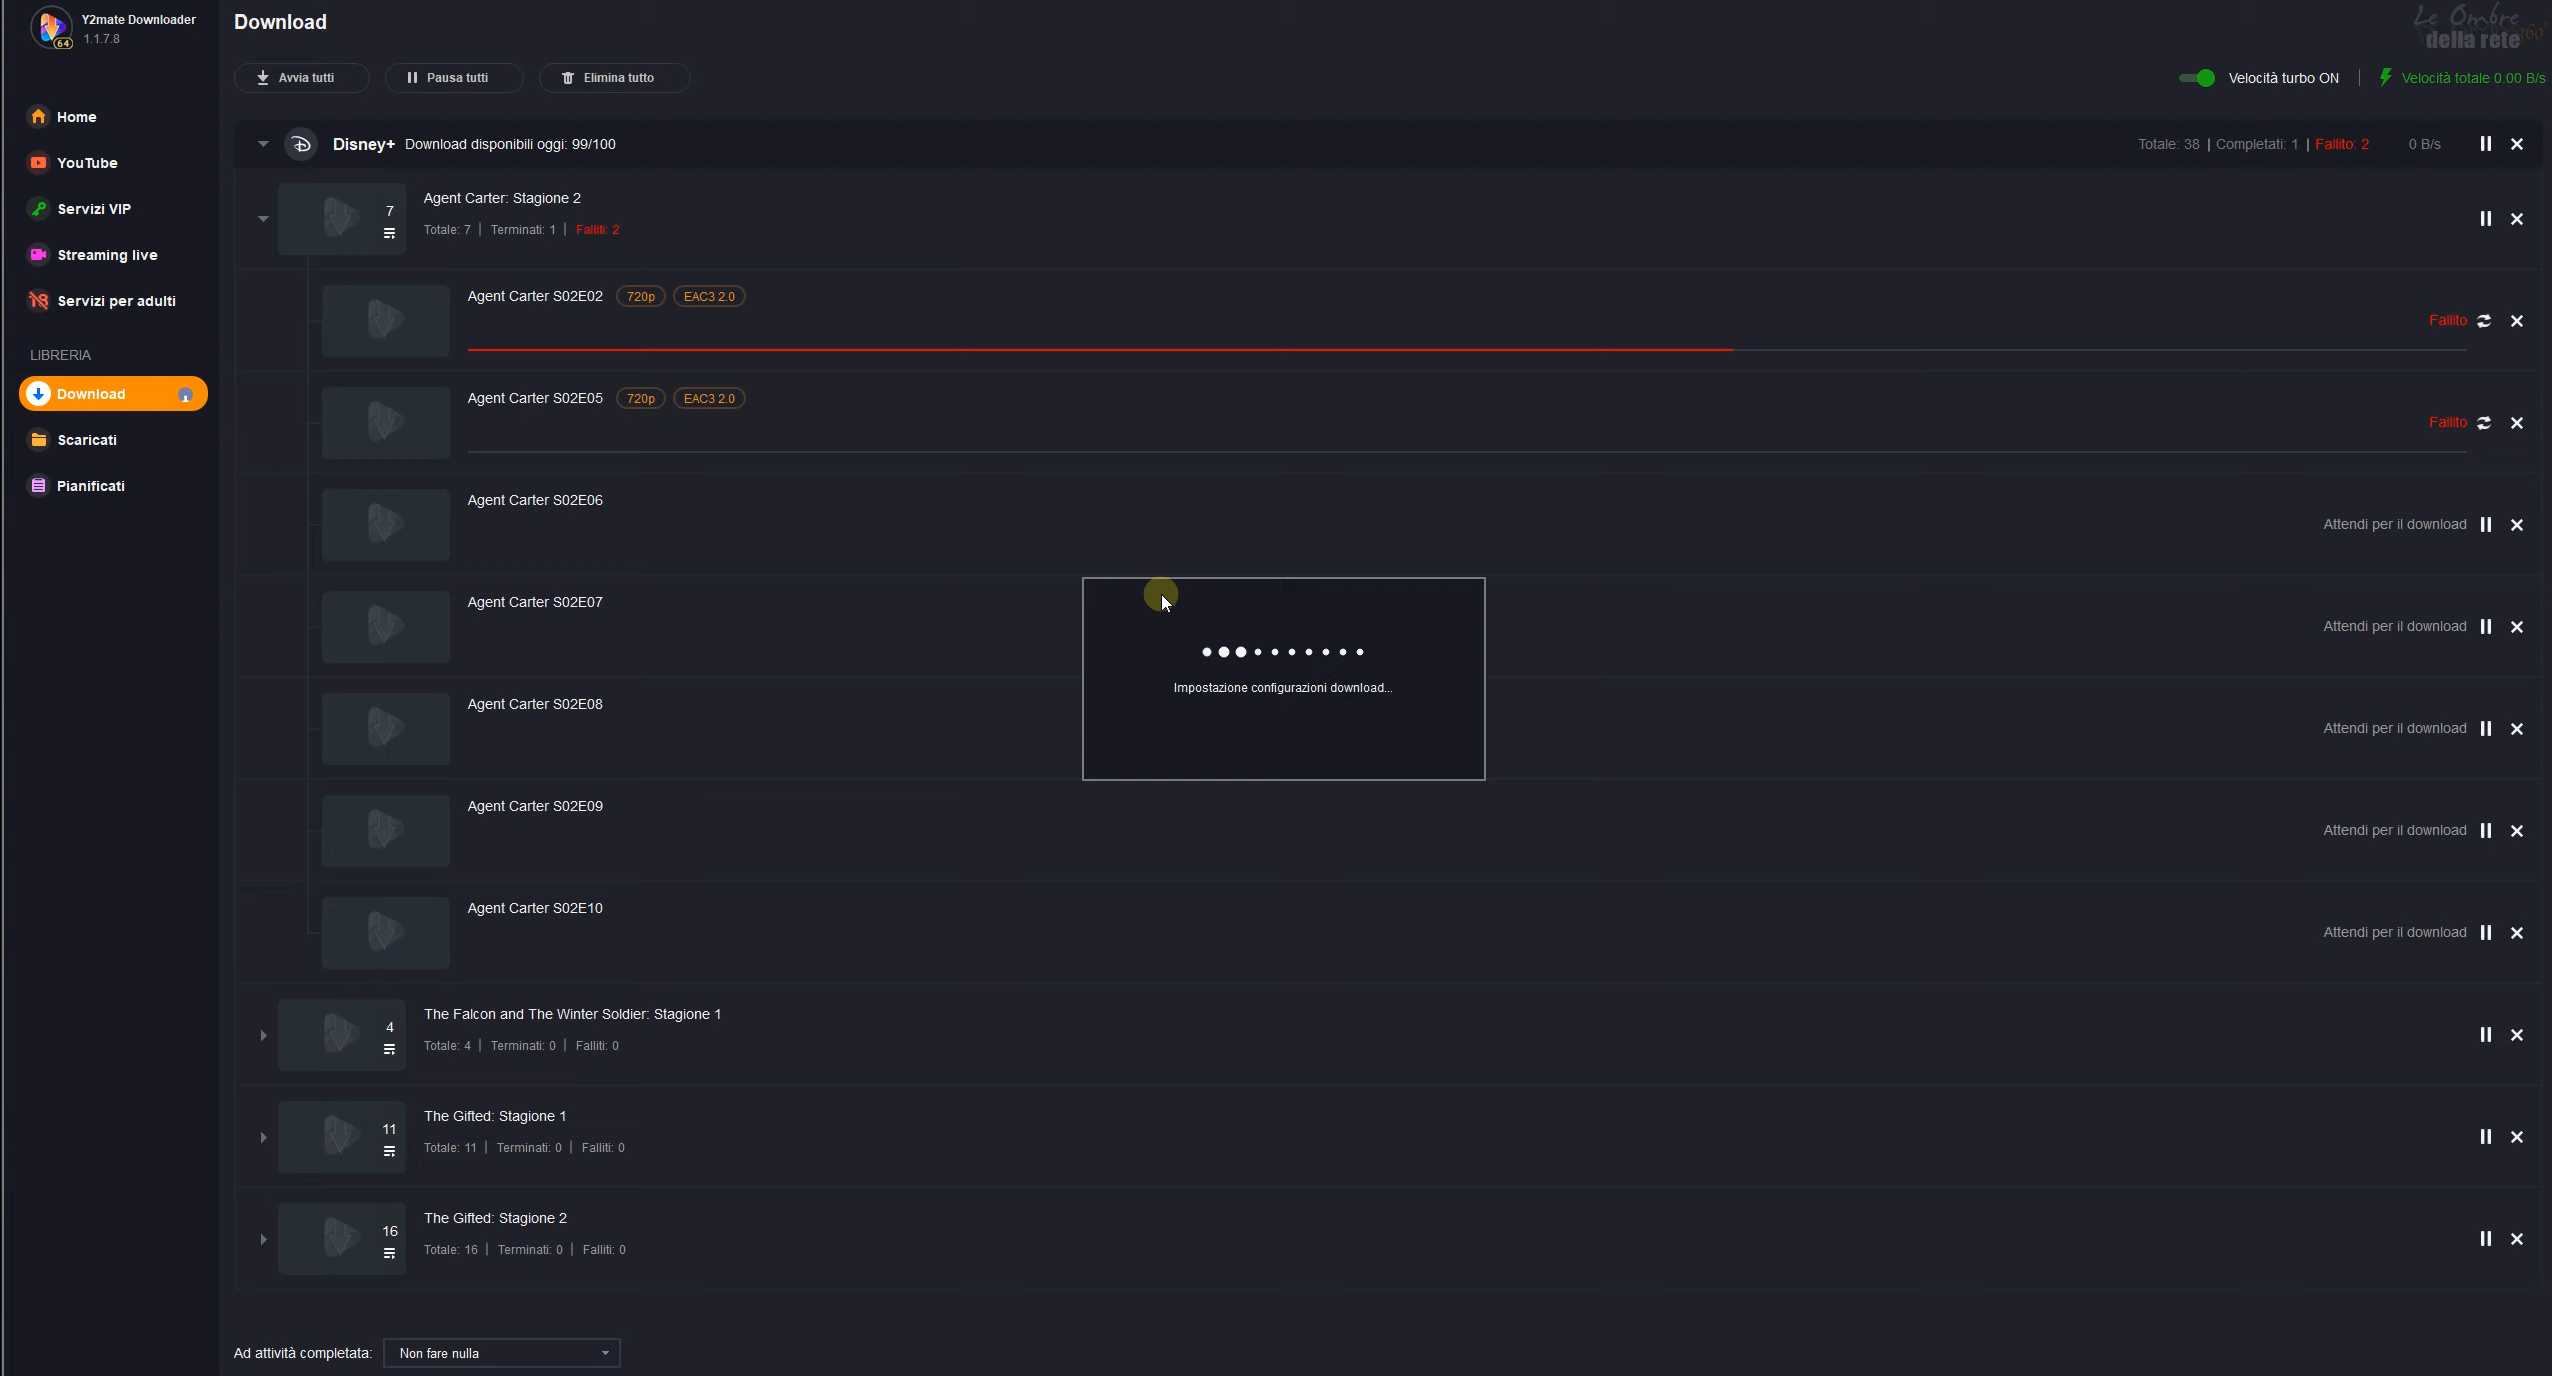 Y2mate Downloader
1.1.7.8
64
Home
YouTube
Servizi VIP
Streaming live
18
Servizi per adulti
LIBRERIA
Download
Scaricati
Pianificati
Download
Le Ombre
della rete 360°
Avvia tutti
Pausa tutti
Elimina tutto
Velocità turbo ON | Velocità totale 0.00 B/s
Disney+ Download disponibili oggi: 99/100
Totale: 38 | Completati: 1 | Fallito: 2 0 B/s
7
Agent Carter: Stagione 2
Totale: 7 | Terminati: 1 | Falliti: 2
Agent Carter S02E02 720p EAC3 2.0
Fallito
Agent Carter S02E05 720p EAC3 2.0
Fallito
Agent Carter S02E06
Attendi per il download
Agent Carter S02E07
Attendi per il download
Impostazione configurazioni download...
Agent Carter S02E08
Attendi per il download
Agent Carter S02E09
Attendi per il download
Agent Carter S02E10
Attendi per il download
4
The Falcon and The Winter Soldier: Stagione 1
Totale: 4 | Terminati: 0 | Falliti: 0
11
The Gifted: Stagione 1
Totale: 11 | Terminati: 0 | Falliti: 0
16
The Gifted: Stagione 2
Totale: 16 | Terminati: 0 | Falliti: 0
Ad attività completata: Non fare nulla